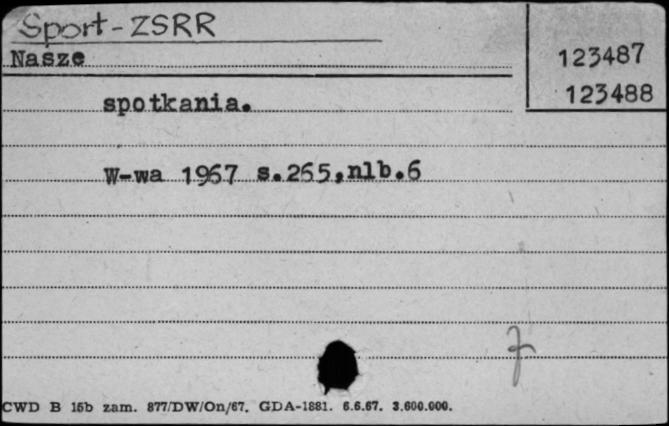 Sport-ZSRR
Nasze
123487
123488
spotkania.
W-wa 1967 s.265,nlb.6
7
CWD B 15b zam. 877/DW/On/67. GDA-1881. 6.6.67. 3.600.000.